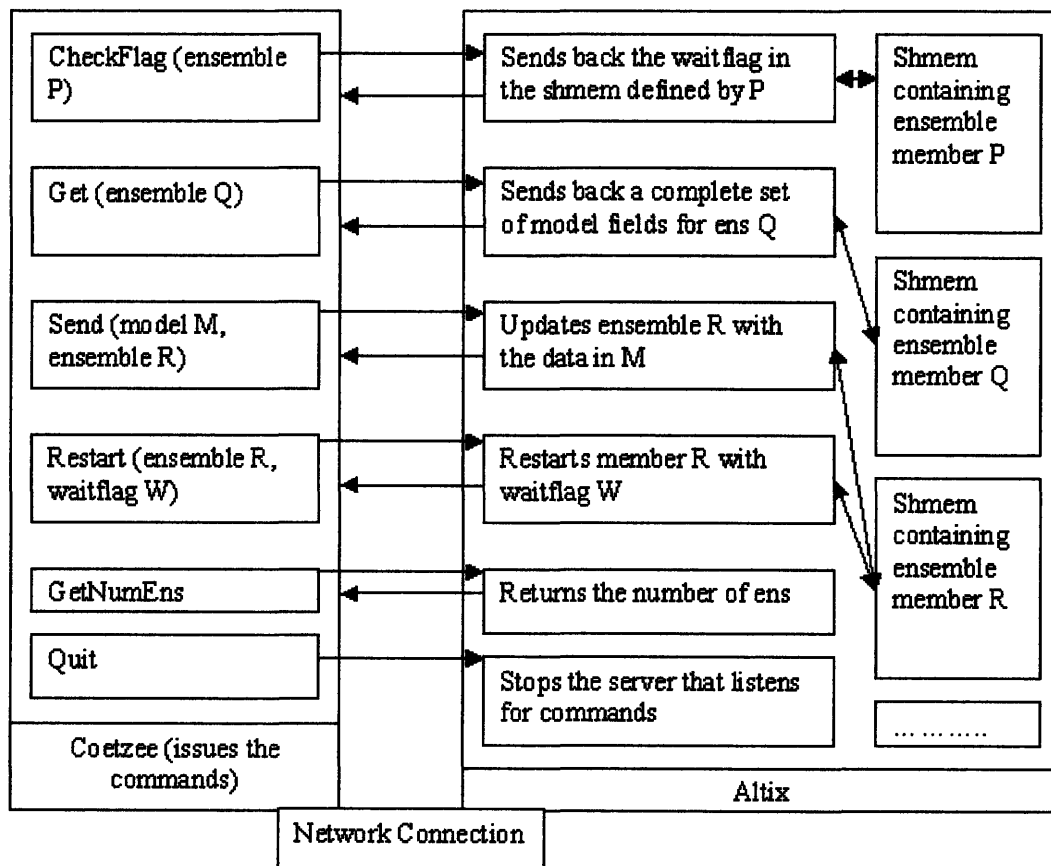 CheckFlag (ensemble
P)
Sends back the waitflag in
the shmem defined by P
Shmem
containing
ensemble
member P
Get (ensemble Q)
Sends back a complete set
of model fields for ens Q
Shmem
containing
ensemble
member Q
Send (model M,
ensemble R)
Updates ensemble R with
the data in M
Restart (ensemble R,
waitflag W)
Restarts member R with
waitflag W
Shmem
containing
ensemble
member R
GetNumEns
Returns the number of ens
Quit
Stops the server that listens
for commands
... ... .....
Coetzee (issues the
commands)
Altix
Network Connection